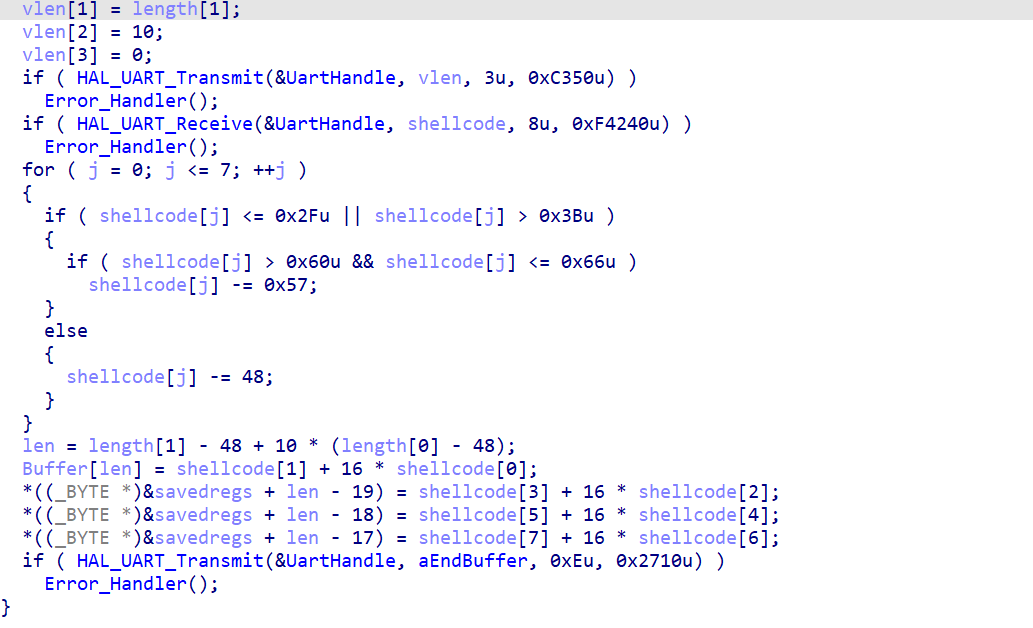 vlen[1] = length[1];
vlen[2] = 10;
vlen[3] = 0;
if ( HAL_UART_Transmit(&UartHandle, vlen, 3u, 0xC350u) )
Error_Handler();
if ( HAL_UART_Receive(&UartHandle, shellcode, 8u, 0xF4240u) )
Error_Handler();
for ( j = 0; j <= 7; ++j )
{
if ( shellcode[j] <= 0x2Fu || shellcode[j] > 0x3Bu )
{
if ( shellcode[j] > 0x60u && shellcode[j] <= 0x66u )
shellcode[j] -= 0x57;
}
else
{
shellcode[j] -= 48;
}
}
len = length[1] - 48 + 10 * (length[0] - 48);
Buffer[len] = shellcode[1] + 16 * shellcode[0];
*((_BYTE *)&savedregs + len - 19) = shellcode[3] + 16 * shellcode[2];
*((_BYTE *)&savedregs + len - 18) = shellcode[5] + 16 * shellcode[4];
*((_BYTE *)&savedregs + len - 17) = shellcode[7] + 16 * shellcode[6];
if ( HAL_UART_Transmit(&UartHandle, aEndBuffer, 0xEu, 0x2710u) )
Error_Handler();
}